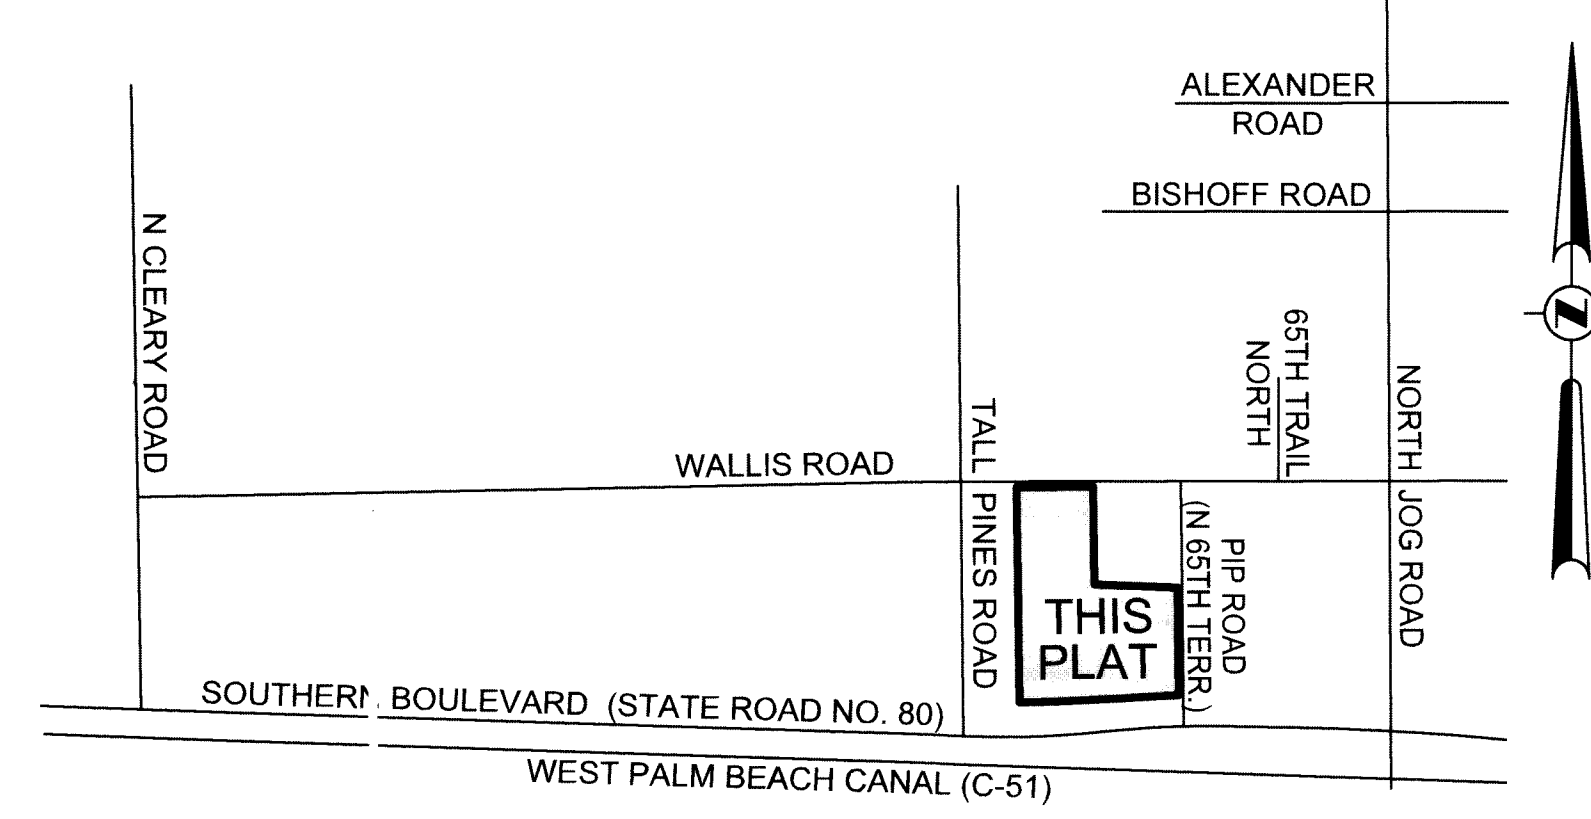 ALEXANDER
ROAD
BISHOFF ROAD
N CLEARY ROAD
65TH TRAIL
NORTH
NORTH JOG ROAD
TALL PINES ROAD
WALLIS ROAD
PIP ROAD
(N 65TH TERR.)
THIS
PLAT
SOUTHERN BOULEVARD (STATE ROAD NO. 80)
WEST PALM BEACH CANAL (C-51)
N